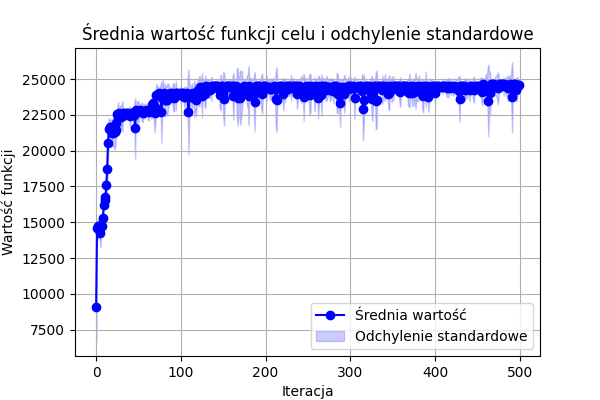 Średnia wartość funkcji celu i odchylenie standardowe
Wartość funkcji
25000
22500
20000
17500
15000
12500
10000
7500
0 100 200 300 400 500
Iteracja
Średnia wartość
Odchylenie standardowe